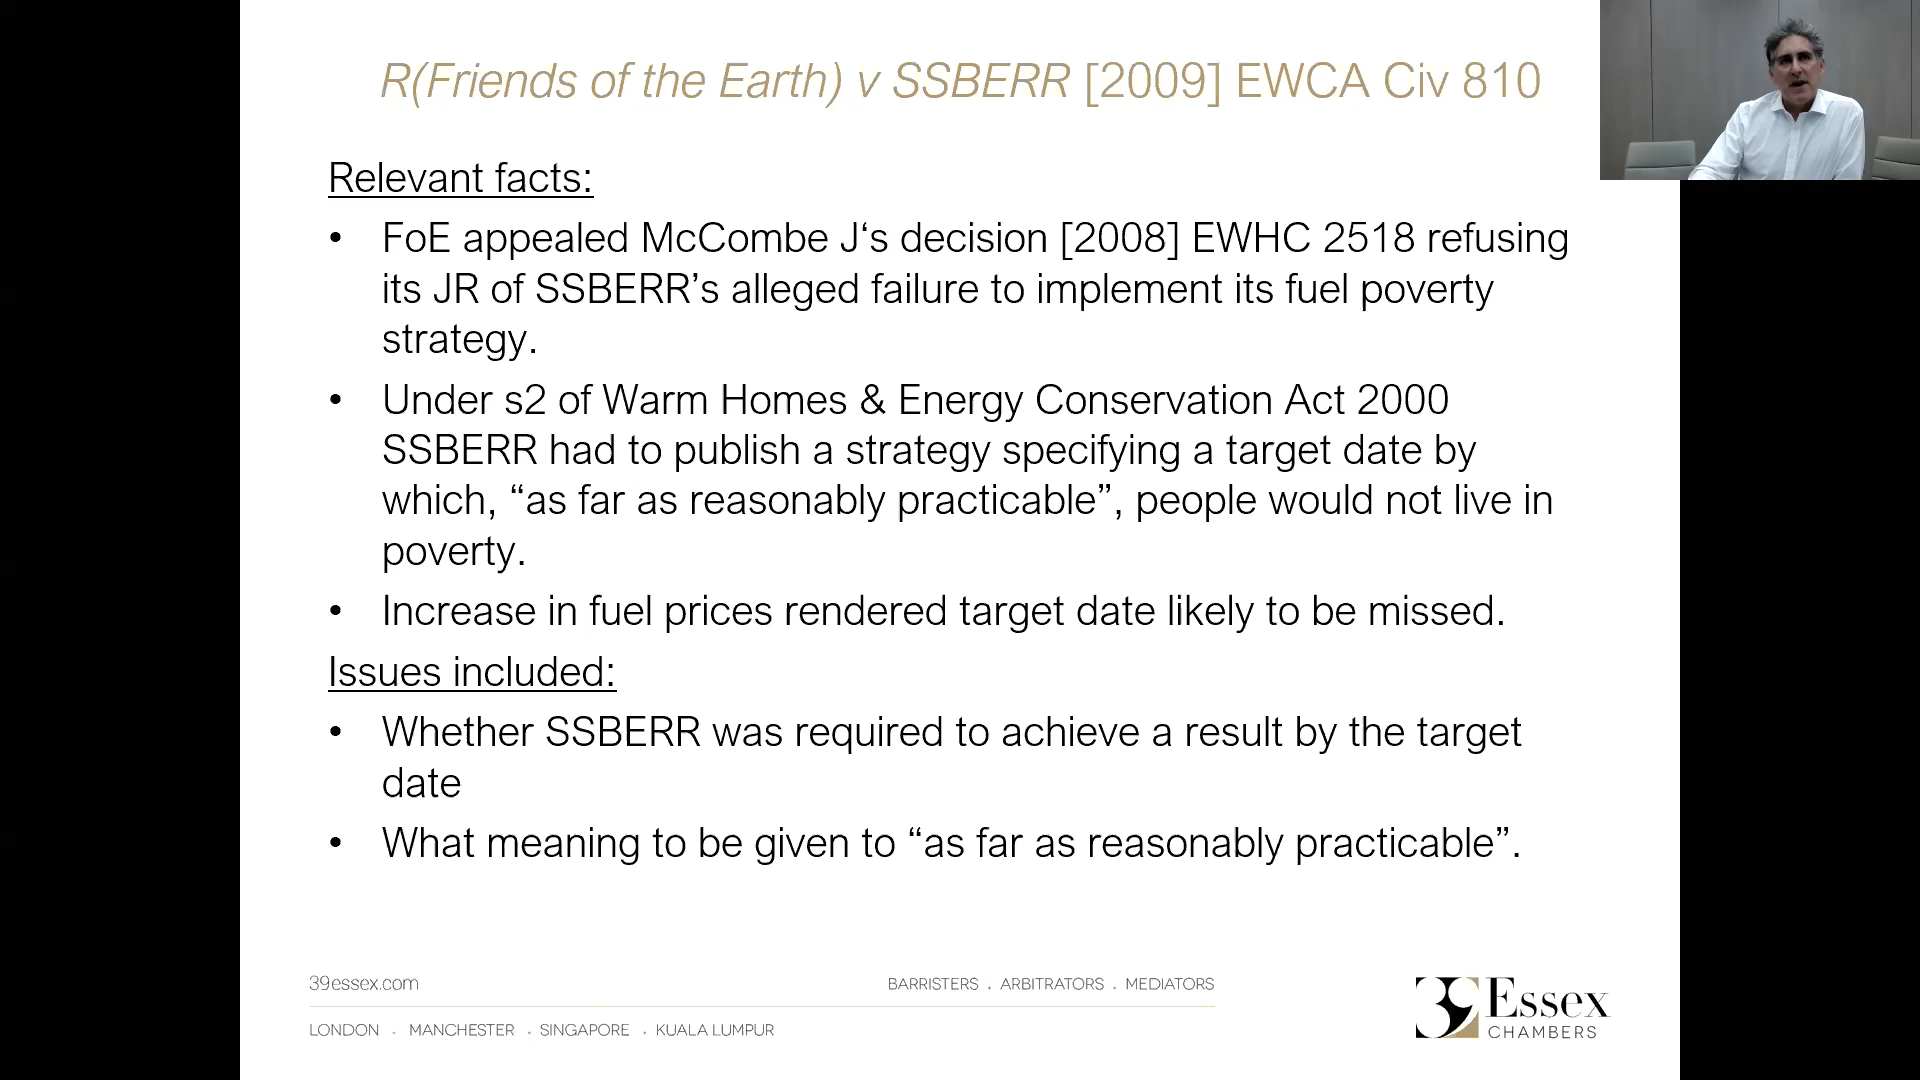 R(Friends of the Earth) v SSBERR [2009] EWCA Civ 810
Relevant facts:
• FoE appealed McCombe J‘s decision [2008] EWHC 2518 refusing
its JR of SSBERR’s alleged failure to implement its fuel poverty
strategy.
• Under s2 of Warm Homes & Energy Conservation Act 2000
SSBERR had to publish a strategy specifying a target date by
which, “as far as reasonably practicable”, people would not live in
poverty.
• Increase in fuel prices rendered target date likely to be missed.
Issues included:
• Whether SSBERR was required to achieve a result by the target
date
• What meaning to be given to “as far as reasonably practicable”.
39essex.com
BARRISTERS . ARBITRATORS . MEDIATORS
LONDON . MANCHESTER . SINGAPORE . KUALA LUMPUR
39 Essex
CHAMBERS